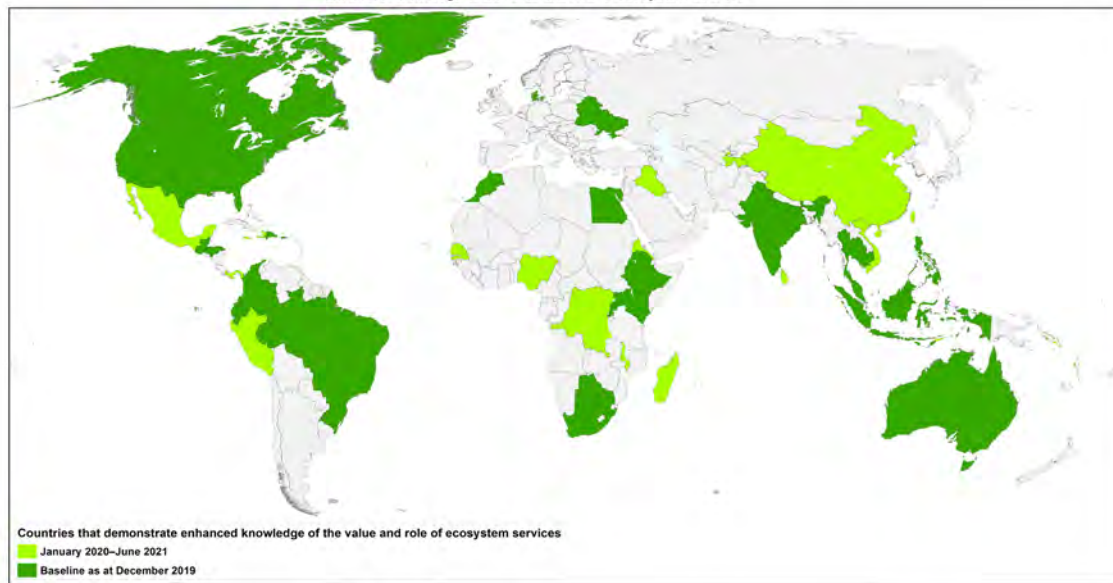 Countries that demonstrate enhanced knowledge of the value and role of ecosystem services
January 2020–June 2021
Baseline as at December 2019